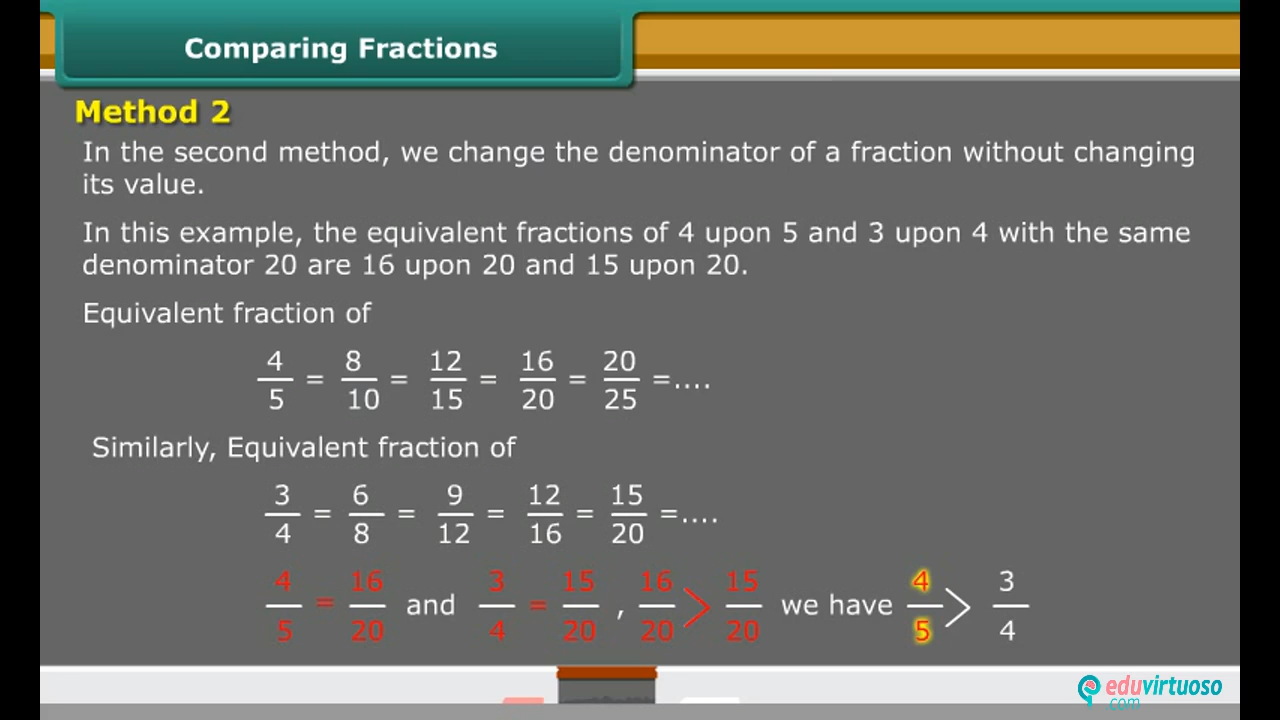 Comparing Fractions
Method 2
In the second method, we change the denominator of a fraction without changing
its value.
In this example, the equivalent fractions of 4 upon 5 and 3 upon 4 with the same
denominator 20 are 16 upon 20 and 15 upon 20.
Equivalent fraction of
4/5 = 8/10 = 12/15 = 16/20 = 20/25 =....
Similarly, Equivalent fraction of
3/4 = 6/8 = 9/12 = 12/16 = 15/20 =....
4/5 = 16/20 and 3/4 = 15/20 , 16/20 > 15/20 we have 4/5 > 3/4
eduvirtuoso
.com